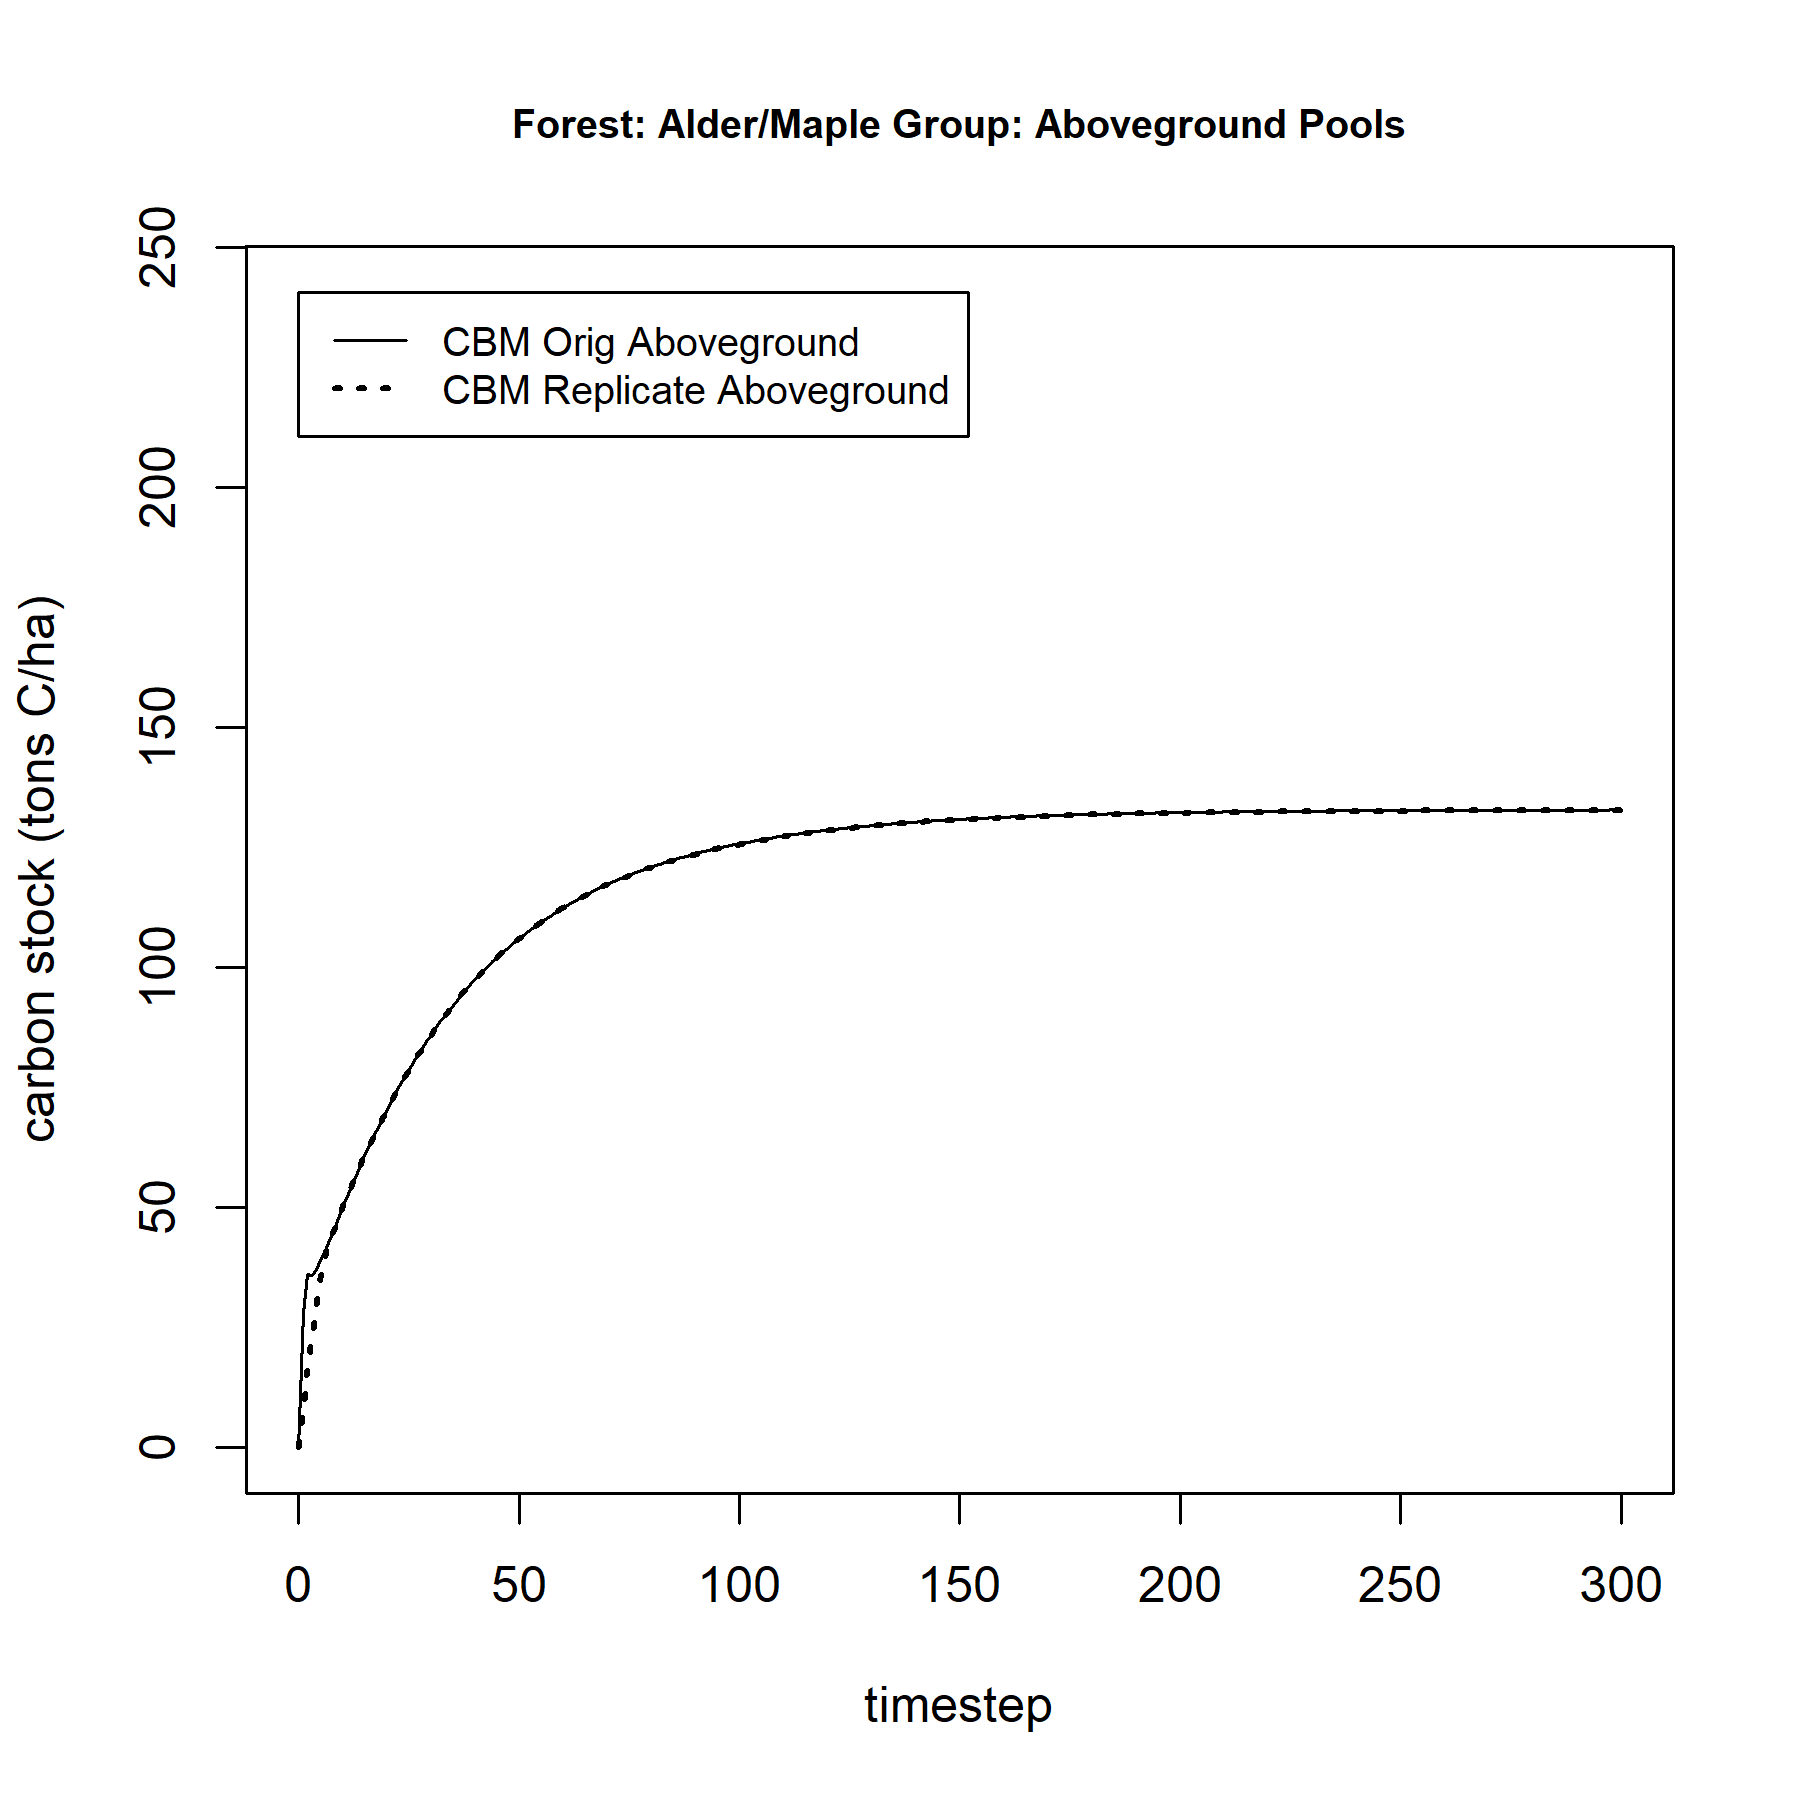 Forest: Alder/Maple Group: Aboveground Pools
CBM Orig Aboveground
CBM Replicate Aboveground
carbon stock (tons C/ha)
250
200
150
100
50
0
0 50 100 150 200 250 300
timestep